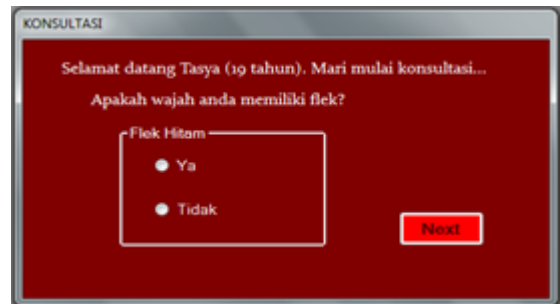 KONSULTASI
Selamat datang Tasya (19 tahun). Mari mulai konsultasi...
Apakah wajah anda memiliki flek?
Flek Hitam
Ya
Tidak
Next